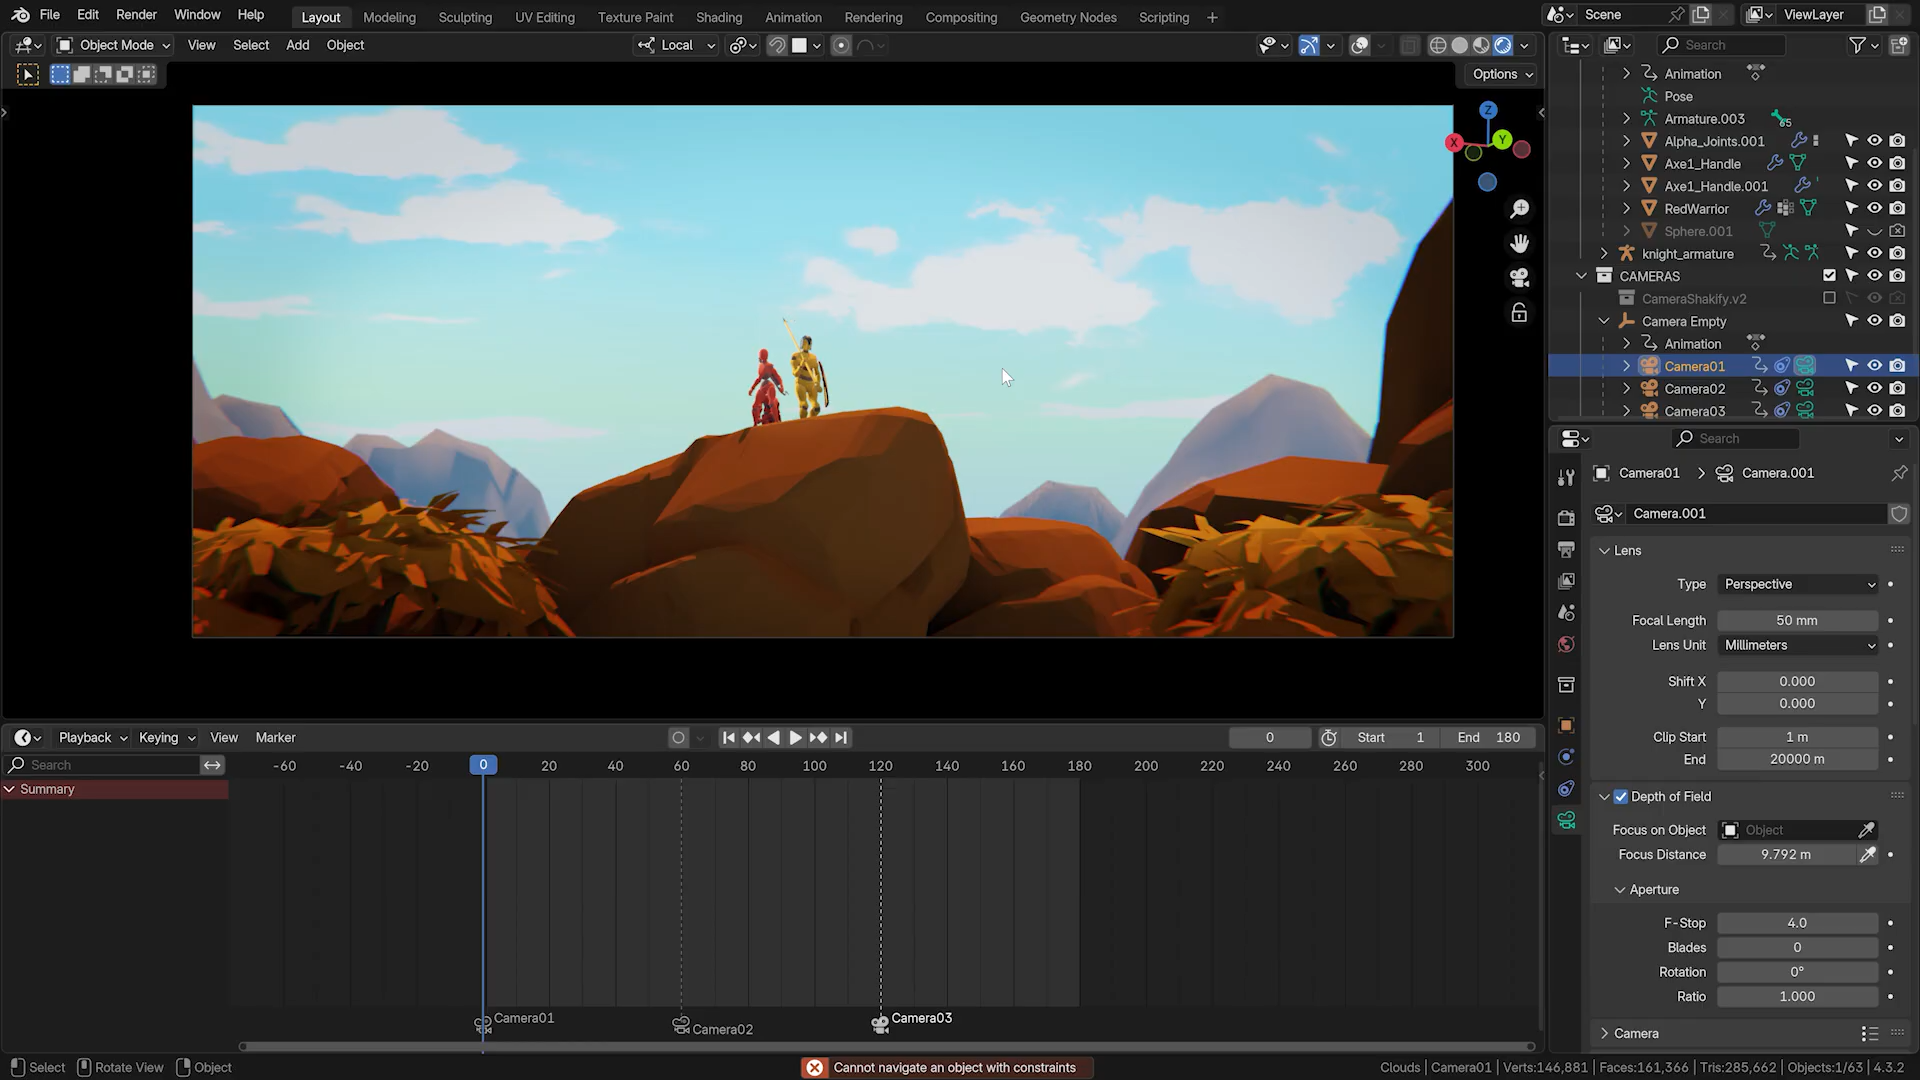 File Edit Render Window Help Layout Modeling Sculpting UV Editing Texture Paint Shading Animation Rendering Compositing Geometry Nodes Scripting + Scene ViewLayer
Object Mode View Select Add Object Local Search
Options
Z
X
Y
Animation
Pose
Armature.003 65
Alpha_Joints.001
Axe1_Handle
Axe1_Handle.001
RedWarrior
Sphere.001
knight_armature
CAMERAS
CameraShakify.v2
Camera Empty
Animation
Camera01
Camera02
Camera03
Search
Camera01 > Camera.001
Camera.001
Lens
Type Perspective
Focal Length 50 mm
Lens Unit Millimeters
Shift X 0.000
Y 0.000
Clip Start 1 m
End 20000 m
Depth of Field
Focus on Object Object
Focus Distance 9.792 m
Aperture
F-Stop 4.0
Blades 0
Rotation 0°
Ratio 1.000
Camera
Playback Keying View Marker 0 Start 1 End 180
Search -60 -40 -20 0 20 40 60 80 100 120 140 160 180 200 220 240 260 280 300
Summary
Camera01 Camera02 Camera03
Select Rotate View Object Cannot navigate an object with constraints Clouds | Camera01 | Verts:146,881 | Faces:161,366 | Tris:285,662 | Objects:1/63 | 4.3.2